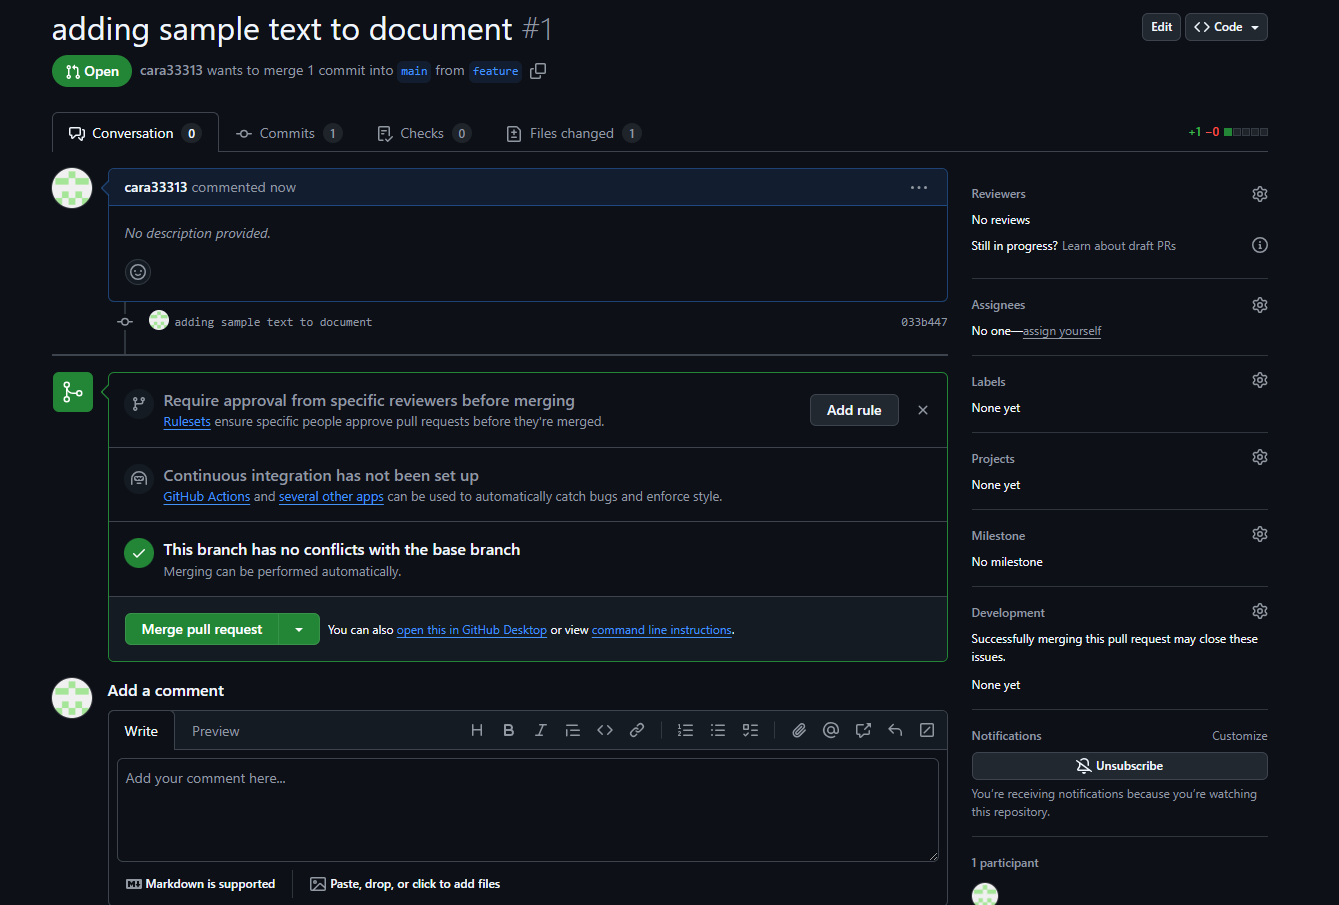 adding sample text to document #1
Edit
Code
Open
cara33313 wants to merge 1 commit into main from feature
Conversation 0
Commits 1
Checks 0
Files changed 1
+1 −0
cara33313 commented now
No description provided.
adding sample text to document
033b447
Require approval from specific reviewers before merging
Rulesets ensure specific people approve pull requests before they're merged.
Add rule
Continuous integration has not been set up
GitHub Actions and several other apps can be used to automatically catch bugs and enforce style.
This branch has no conflicts with the base branch
Merging can be performed automatically.
Merge pull request
You can also open this in GitHub Desktop or view command line instructions.
Add a comment
Write
Preview
Add your comment here...
Markdown is supported
Paste, drop, or click to add files
Reviewers
No reviews
Still in progress? Learn about draft PRs
Assignees
No one—assign yourself
Labels
None yet
Projects
None yet
Milestone
No milestone
Development
Successfully merging this pull request may close these
issues.
None yet
Notifications
Customize
Unsubscribe
You're receiving notifications because you're watching
this repository.
1 participant